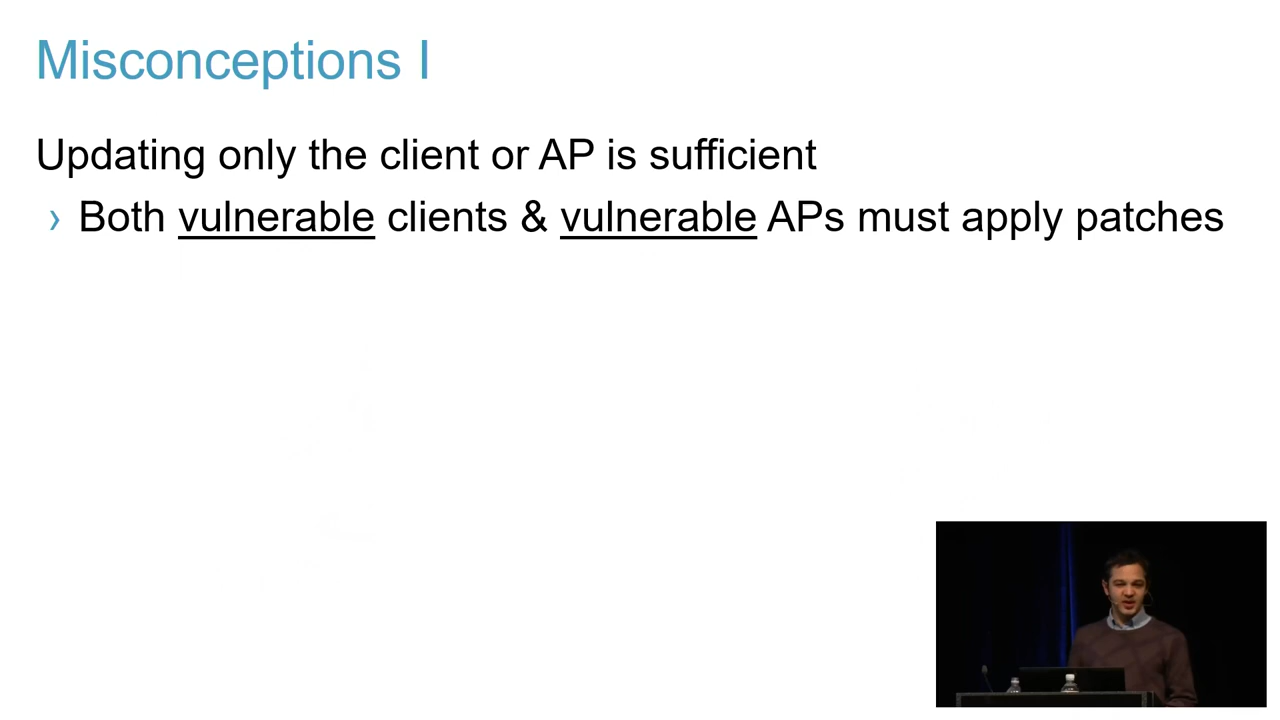 Misconceptions I
Updating only the client or AP is sufficient
› Both vulnerable clients & vulnerable APs must apply patches